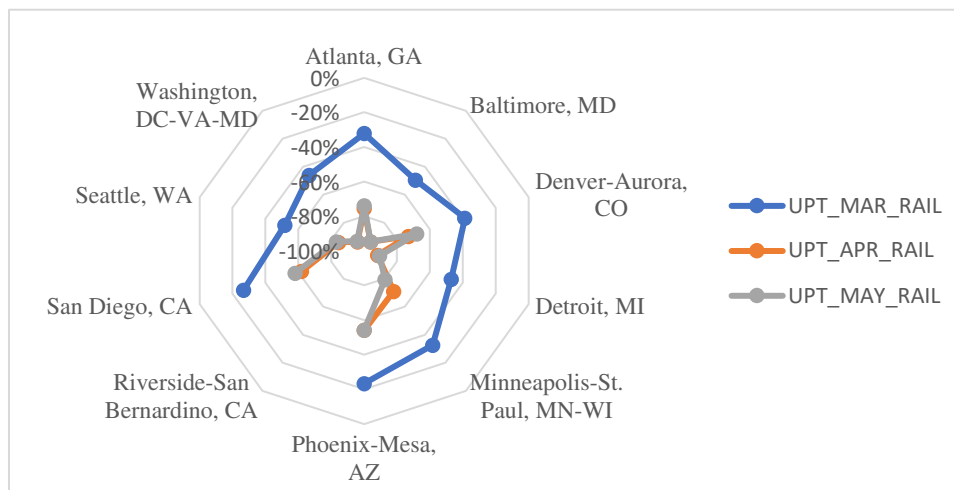 Atlanta, GA
0%
-20%
-40%
-60%
-80%
-100%
Baltimore, MD
Denver-Aurora,
CO
Detroit, MI
Minneapolis-St.
Paul, MN-WI
Phoenix-Mesa,
AZ
Riverside-San
Bernardino, CA
San Diego, CA
Seattle, WA
Washington,
DC-VA-MD
UPT_MAR_RAIL
UPT_APR_RAIL
UPT_MAY_RAIL